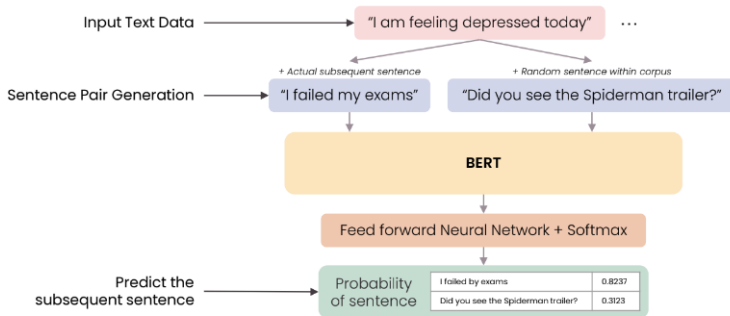 Input Text Data
“I am feeling depressed today”
...
+ Actual subsequent sentence
+ Random sentence within corpus
Sentence Pair Generation
“I failed my exams”
“Did you see the Spiderman trailer?”
BERT
Feed forward Neural Network + Softmax
Predict the
subsequent sentence
Probability
of sentence
I failed by exams 0.8237
Did you see the Spiderman trailer? 0.3123